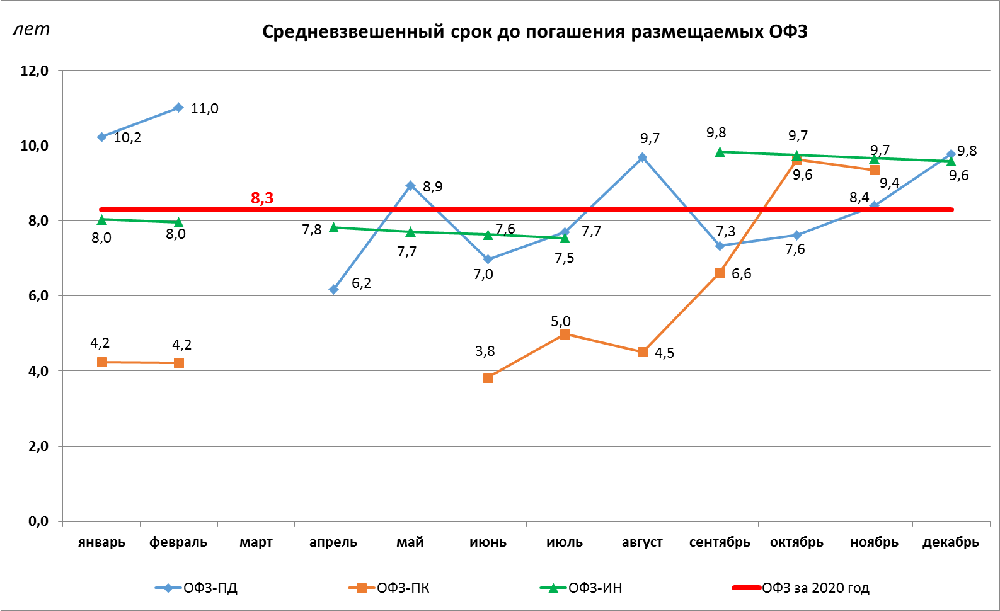 лет
Средневзвешенный срок до погашения размещаемых ОФЗ
12,0
10,0
8,0
6,0
4,0
2,0
0,0
10,2
11,0
6,2
8,9
7,0
7,7
9,7
7,3
7,6
8,4
9,8
4,2
4,2
3,8
5,0
4,5
6,6
9,6
9,4
8,0
8,0
7,8
7,7
7,6
7,5
9,8
9,7
9,7
9,6
8,3
январь
февраль
март
апрель
май
июнь
июль
август
сентябрь
октябрь
ноябрь
декабрь
ОФЗ-ПД
ОФЗ-ПК
ОФЗ-ИН
ОФЗ за 2020 год